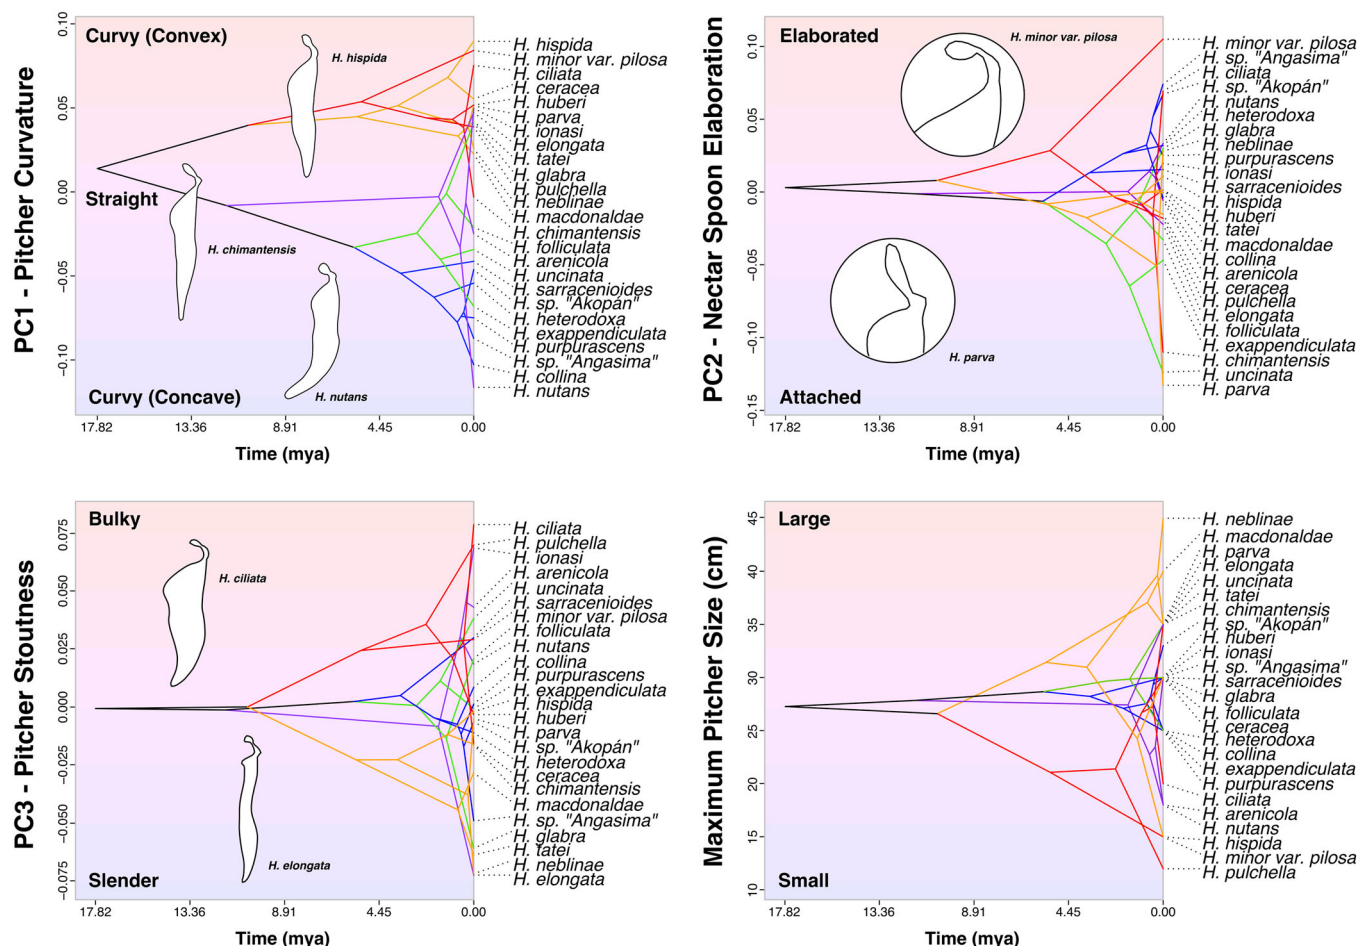 PC1 - Pitcher Curvature
0.10
0.05
0.00
−0.05
−0.10
Curvy (Convex)
H. hispida
Straight
H. chimantensis
H. nutans
Curvy (Concave)
17.82
13.36
8.91
4.45
0.00
Time (mya)
H. hispida
H. minor var. pilosa
H. ciliata
H. ceracea
H. huberi
H. parva
H. ionasi
H. elongata
H. tatei
H. glabra
H. pulchella
H. neblinae
H. macdonaldae
H. chimantensis
H. folliculata
H. arenicola
H. uncinata
H. sarracenioides
H. sp. "Akopán"
H. heterodoxa
H. exappendiculata
H. purpurascens
H. sp. "Angasima"
H. collina
H. nutans
PC2 - Nectar Spoon Elaboration
0.10
0.05
0.00
−0.05
−0.10
−0.15
Elaborated
H. minor var. pilosa
H. parva
Attached
17.82
13.36
8.91
4.45
0.00
Time (mya)
H. minor var. pilosa
H. sp. "Angasima"
H. ciliata
H. sp. "Akopán"
H. nutans
H. heterodoxa
H. glabra
H. neblinae
H. purpurascens
H. ionasi
H. sarracenioides
H. hispida
H. huberi
H. tatei
H. macdonaldae
H. collina
H. arenicola
H. ceracea
H. pulchella
H. elongata
H. folliculata
H. exappendiculata
H. chimantensis
H. uncinata
H. parva
PC3 - Pitcher Stoutness
0.075
0.050
0.025
0.000
−0.025
−0.050
−0.075
Bulky
H. ciliata
H. elongata
Slender
17.82
13.36
8.91
4.45
0.00
Time (mya)
H. ciliata
H. pulchella
H. ionasi
H. arenicola
H. uncinata
H. sarracenioides
H. minor var. pilosa
H. folliculata
H. nutans
H. collina
H. purpurascens
H. exappendiculata
H. hispida
H. huberi
H. parva
H. sp. "Akopán"
H. heterodoxa
H. ceracea
H. chimantensis
H. macdonaldae
H. sp. "Angasima"
H. glabra
H. tatei
H. neblinae
H. elongata
Maximum Pitcher Size (cm)
45
40
35
30
25
20
15
10
Large
Small
17.82
13.36
8.91
4.45
0.00
Time (mya)
H. neblinae
H. macdonaldae
H. parva
H. elongata
H. uncinata
H. tatei
H. chimantensis
H. sp. "Akopán"
H. huberi
H. ionasi
H. sp. "Angasima"
H. sarracenioides
H. glabra
H. folliculata
H. ceracea
H. heterodoxa
H. collina
H. exappendiculata
H. purpurascens
H. ciliata
H. arenicola
H. nutans
H. hispida
H. minor var. pilosa
H. pulchella